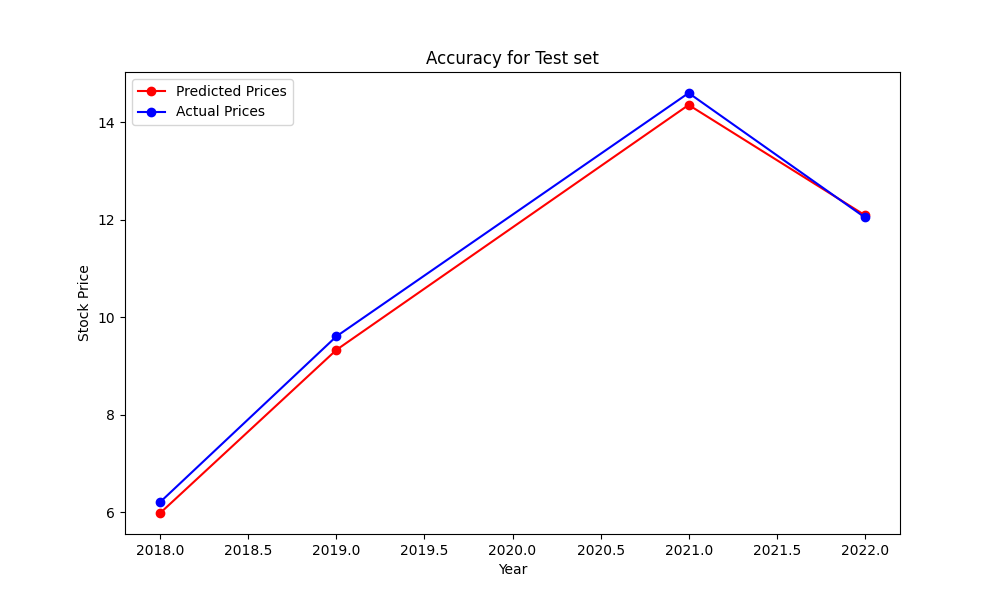 Accuracy for Test set
Predicted Prices
Actual Prices
14
12
10
8
6
Stock Price
2018.0 2018.5 2019.0 2019.5 2020.0 2020.5 2021.0 2021.5 2022.0
Year